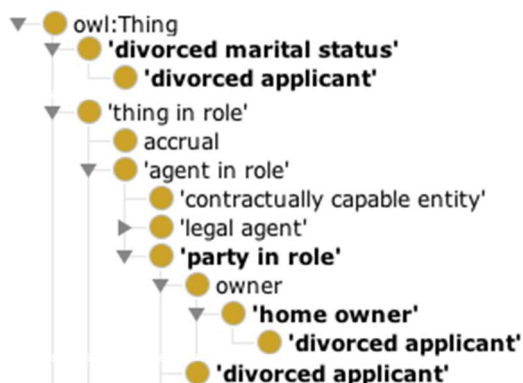 owl:Thing
'divorced marital status'
'divorced applicant'
'thing in role'
accrual
'agent in role'
'contractually capable entity'
'legal agent'
'party in role'
owner
'home owner'
'divorced applicant'
'divorced applicant'